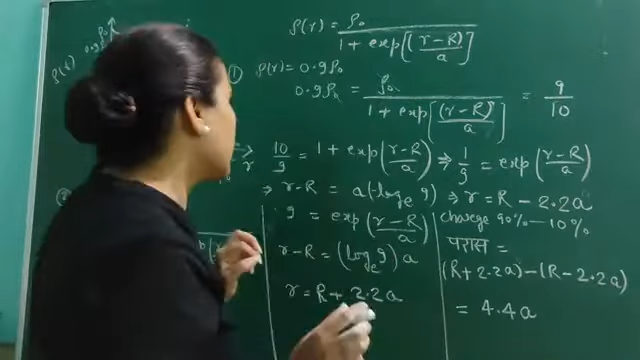 ρ(r) = ρ₀ / (1 + exp[(r-R)/a])
① ρ(r) = 0.9ρ₀
0.9ρ₀ = ρ₀ / (1 + exp[(r-R)/a]) = 9/10
10/9 = 1 + exp((r-R)/a) ⇒ 1/9 = exp((r-R)/a)
⇒ r-R = a(-logₑ 9) ⇒ r = R - 2.2a
9 = exp((r-R)/a)
r-R = (logₑ 9) a
r = R + 2.2a
charge 90% - 10%
परास =
(R+2.2a) - (R-2.2a)
= 4.4a
ρ(r)
②